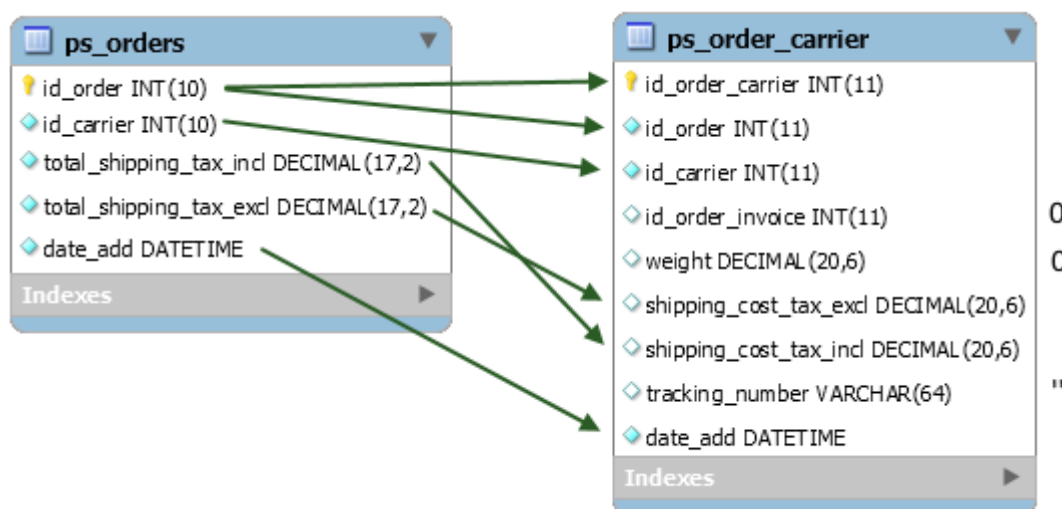 ps_orders
id_order INT(10)
id_carrier INT(10)
total_shipping_tax_incl DECIMAL(17,2)
total_shipping_tax_excl DECIMAL(17,2)
date_add DATETIME
Indexes
ps_order_carrier
id_order_carrier INT(11)
id_order INT(11)
id_carrier INT(11)
id_order_invoice INT(11) 0
weight DECIMAL(20,6) 0
shipping_cost_tax_excl DECIMAL(20,6)
shipping_cost_tax_incl DECIMAL(20,6)
tracking_number VARCHAR(64) "
date_add DATETIME
Indexes